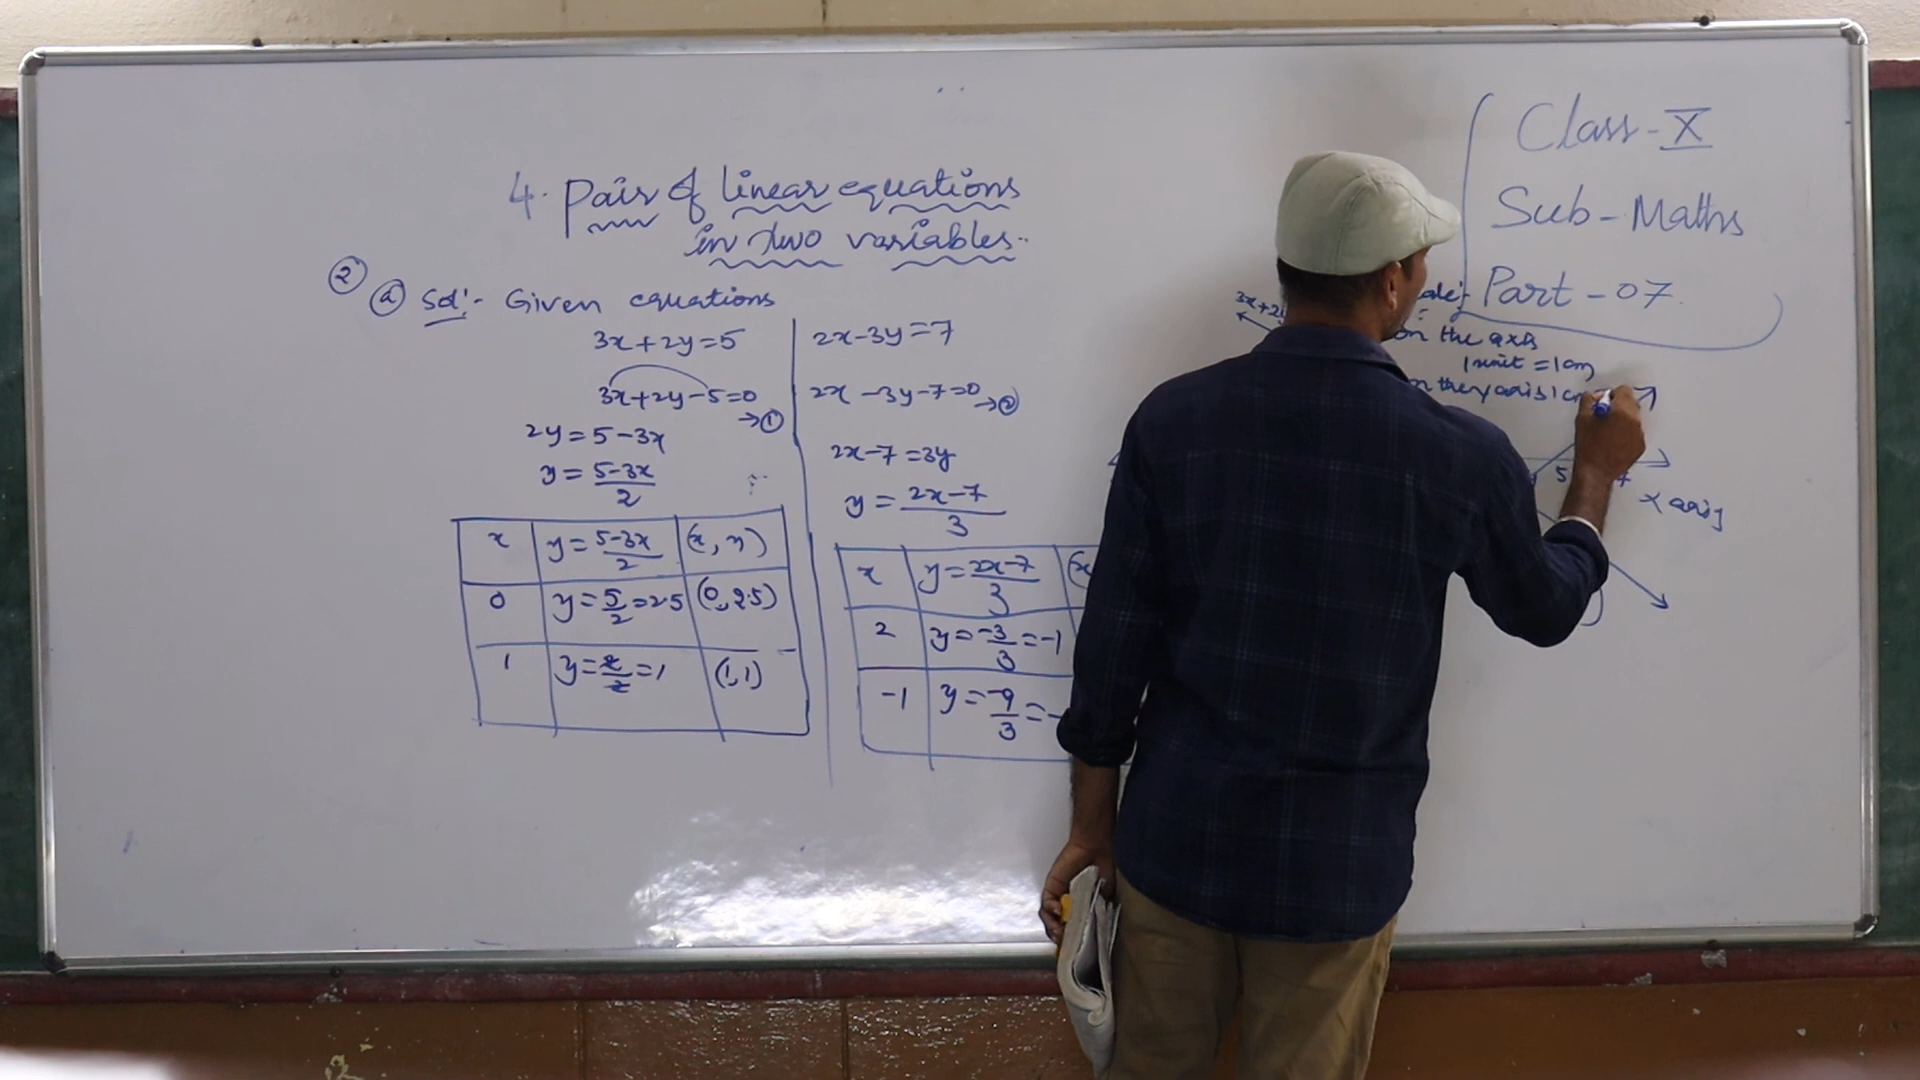 4. Pair of linear equations
in two variables..
② ⓐ Sol:- Given equations
3x+2y=5
3x+2y-5=0
→①
2y=5-3x
y=5-3x/2
x y=5-3x/2 (x, y)
0 y=5/2=2.5 (0, 2.5)
1 y=2/2=1 (1,1)
2x-3y=7
2x-3y-7=0 →②
2x-7=3y
y=2x-7/3
x y=2x-7/3 (x
2 y=-3/3=-1
-1 y=-9/3=-
Class-X
Sub-Maths
Part-07.
3x+2y
on the axis
1unit=1cm
the y axis 1cm
5
X axis